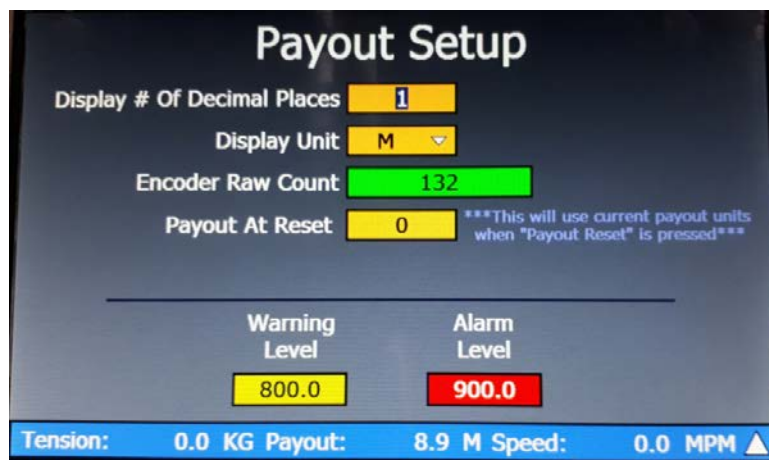 Payout Setup
Display # Of Decimal Places 1
Display Unit M
Encoder Raw Count 132
Payout At Reset 0 ***This will use current payout units
when "Payout Reset" is pressed***
Warning Alarm
Level Level
800.0 900.0
Tension: 0.0 KG Payout: 8.9 M Speed: 0.0 MPM